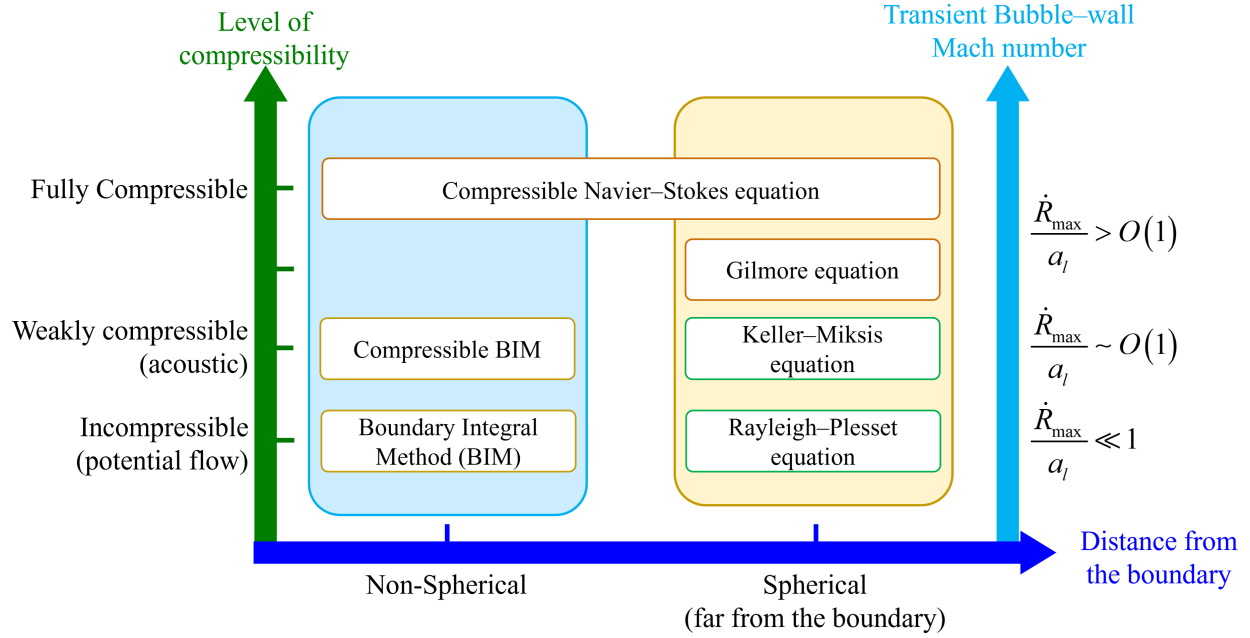 Level of
compressibility
Transient Bubble–wall
Mach number
Fully Compressible
Compressible Navier–Stokes equation
Ṙmax / al > O(1)
Gilmore equation
Weakly compressible
(acoustic)
Compressible BIM
Keller–Miksis
equation
Ṙmax / al ~ O(1)
Incompressible
(potential flow)
Boundary Integral
Method (BIM)
Rayleigh–Plesset
equation
Ṙmax / al ≪ 1
Distance from
the boundary
Non-Spherical
Spherical
(far from the boundary)